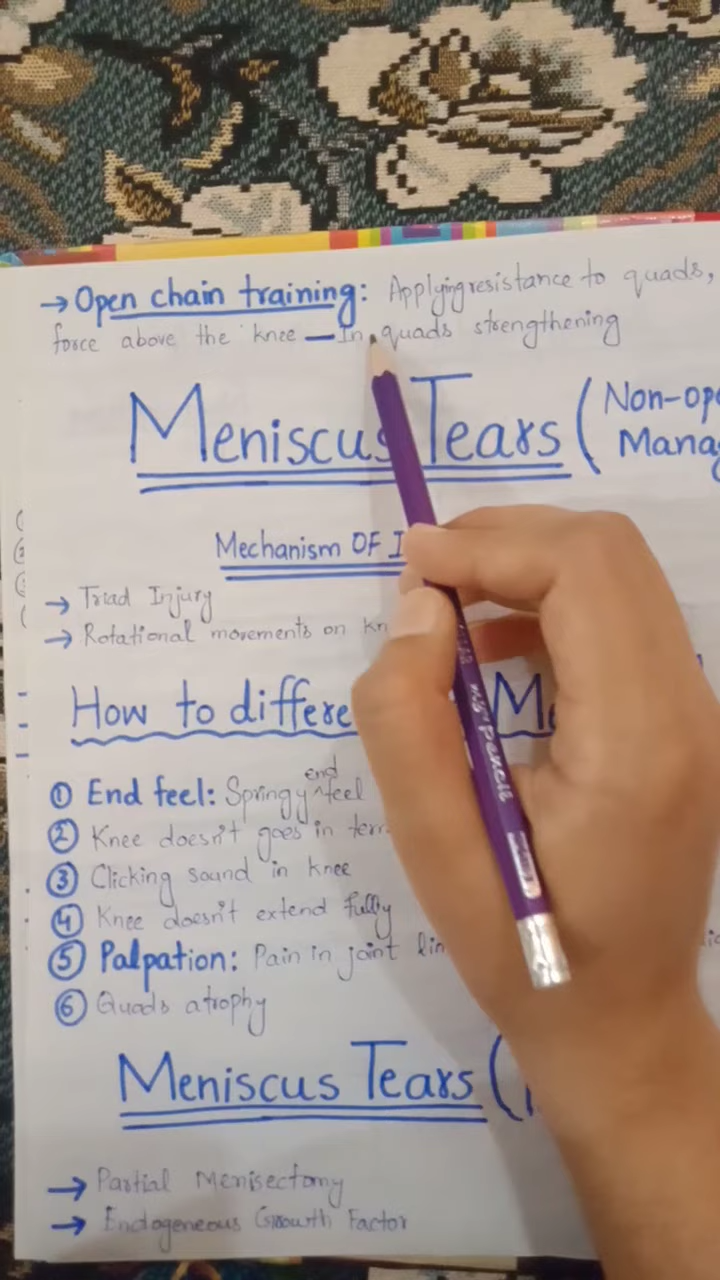 → Open chain training: Applying resistance to quads,
force above the knee — In quads strengthening
Meniscus Tears (Non-op
Manag
Mechanism OF I
→ Triad Injury
→ Rotational movements on kn
How to differe Me
① End feel: Springy end feel
② Knee doesn't goes in ter
③ Clicking sound in knee
④ Knee doesn't extend fully
⑤ Palpation: Pain in joint lin
⑥ Quads atrophy
Meniscus Tears (
→ Partial Menisectomy
→ Endogeneous Growth Factor